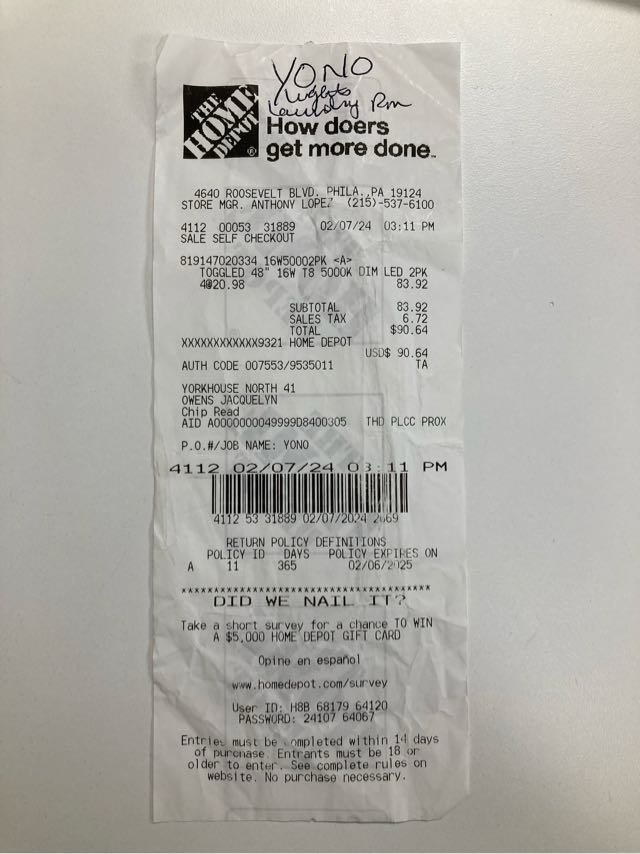 YONO
Lights
Laundry Rm
THE
HOME
DEPOT
How doers
get more done™
4640 ROOSEVELT BLVD. PHILA.,PA 19124
STORE MGR. ANTHONY LOPEZ (215)-537-6100
4112 00053 31889 02/07/24 03:11 PM
SALE SELF CHECKOUT
819147020334 16W50002PK <A>
TOGGLED 48" 16W T8 5000K DIM LED 2PK
4@20.98 83.92
SUBTOTAL 83.92
SALES TAX 6.72
TOTAL $90.64
XXXXXXXXXXXX9321 HOME DEPOT
USD$ 90.64
AUTH CODE 007553/9535011 TA
YORKHOUSE NORTH 41
OWENS JACQUELYN
Chip Read
AID A0000000049999D8400305 THD PLCC PROX
P.O.#/JOB NAME: YONO
4112 02/07/24 03:11 PM
4112 53 31889 02/07/2024 2669
RETURN POLICY DEFINITIONS
POLICY ID DAYS POLICY EXPIRES ON
A 11 365 02/06/2025
DID WE NAIL IT?
Take a short survey for a chance TO WIN
A $5,000 HOME DEPOT GIFT CARD
Opine en español
www.homedepot.com/survey
User ID: H8B 68179 64120
PASSWORD: 24107 64067
Entries must be completed within 14 days
of purchase. Entrants must be 18 or
older to enter. See complete rules on
website. No purchase necessary.